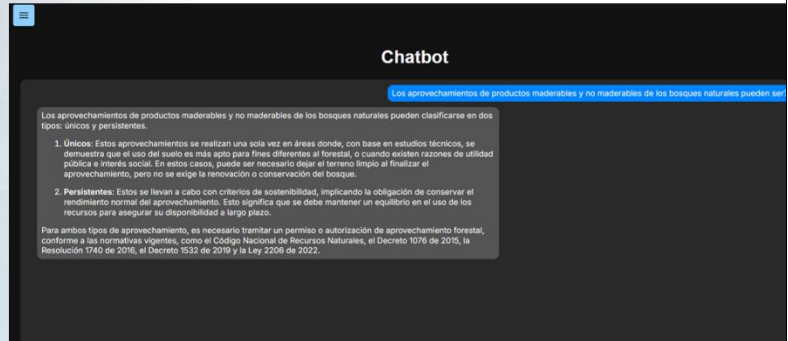 Chatbot
Los aprovechamientos de productos maderables y no maderables de los bosques naturales pueden ser?
Los aprovechamientos de productos maderables y no maderables de los bosques naturales pueden clasificarse en dos
tipos: únicos y persistentes.
1. Únicos: Estos aprovechamientos se realizan una sola vez en áreas donde, con base en estudios técnicos, se
demuestra que el uso del suelo es más apto para fines diferentes al forestal, o cuando existen razones de utilidad
pública e interés social. En estos casos, puede ser necesario dejar el terreno limpio al finalizar el
aprovechamiento, pero no se exige la renovación o conservación del bosque.
2. Persistentes: Estos se llevan a cabo con criterios de sostenibilidad, implicando la obligación de conservar el
rendimiento normal del aprovechamiento. Esto significa que se debe mantener un equilibrio en el uso de los
recursos para asegurar su disponibilidad a largo plazo.
Para ambos tipos de aprovechamiento, es necesario tramitar un permiso o autorización de aprovechamiento forestal,
conforme a las normativas vigentes, como el Código Nacional de Recursos Naturales, el Decreto 1076 de 2015, la
Resolución 1740 de 2016, el Decreto 1532 de 2019 y la Ley 2206 de 2022.